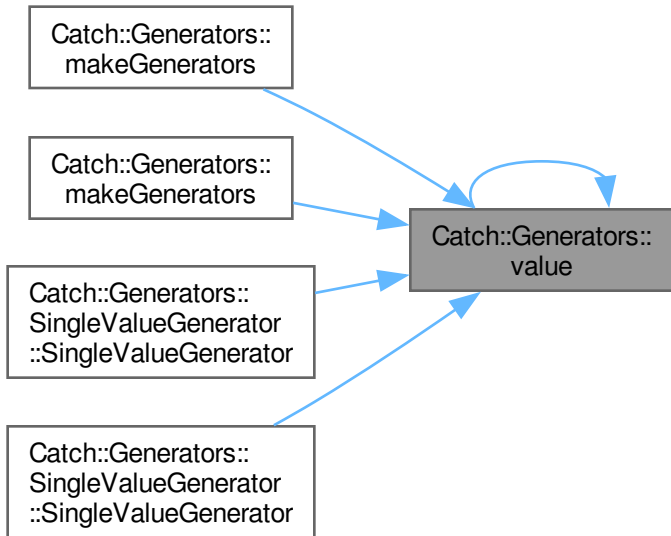 Catch::Generators::
makeGenerators
Catch::Generators::
makeGenerators
Catch::Generators::
value
Catch::Generators::
SingleValueGenerator
::SingleValueGenerator
Catch::Generators::
SingleValueGenerator
::SingleValueGenerator